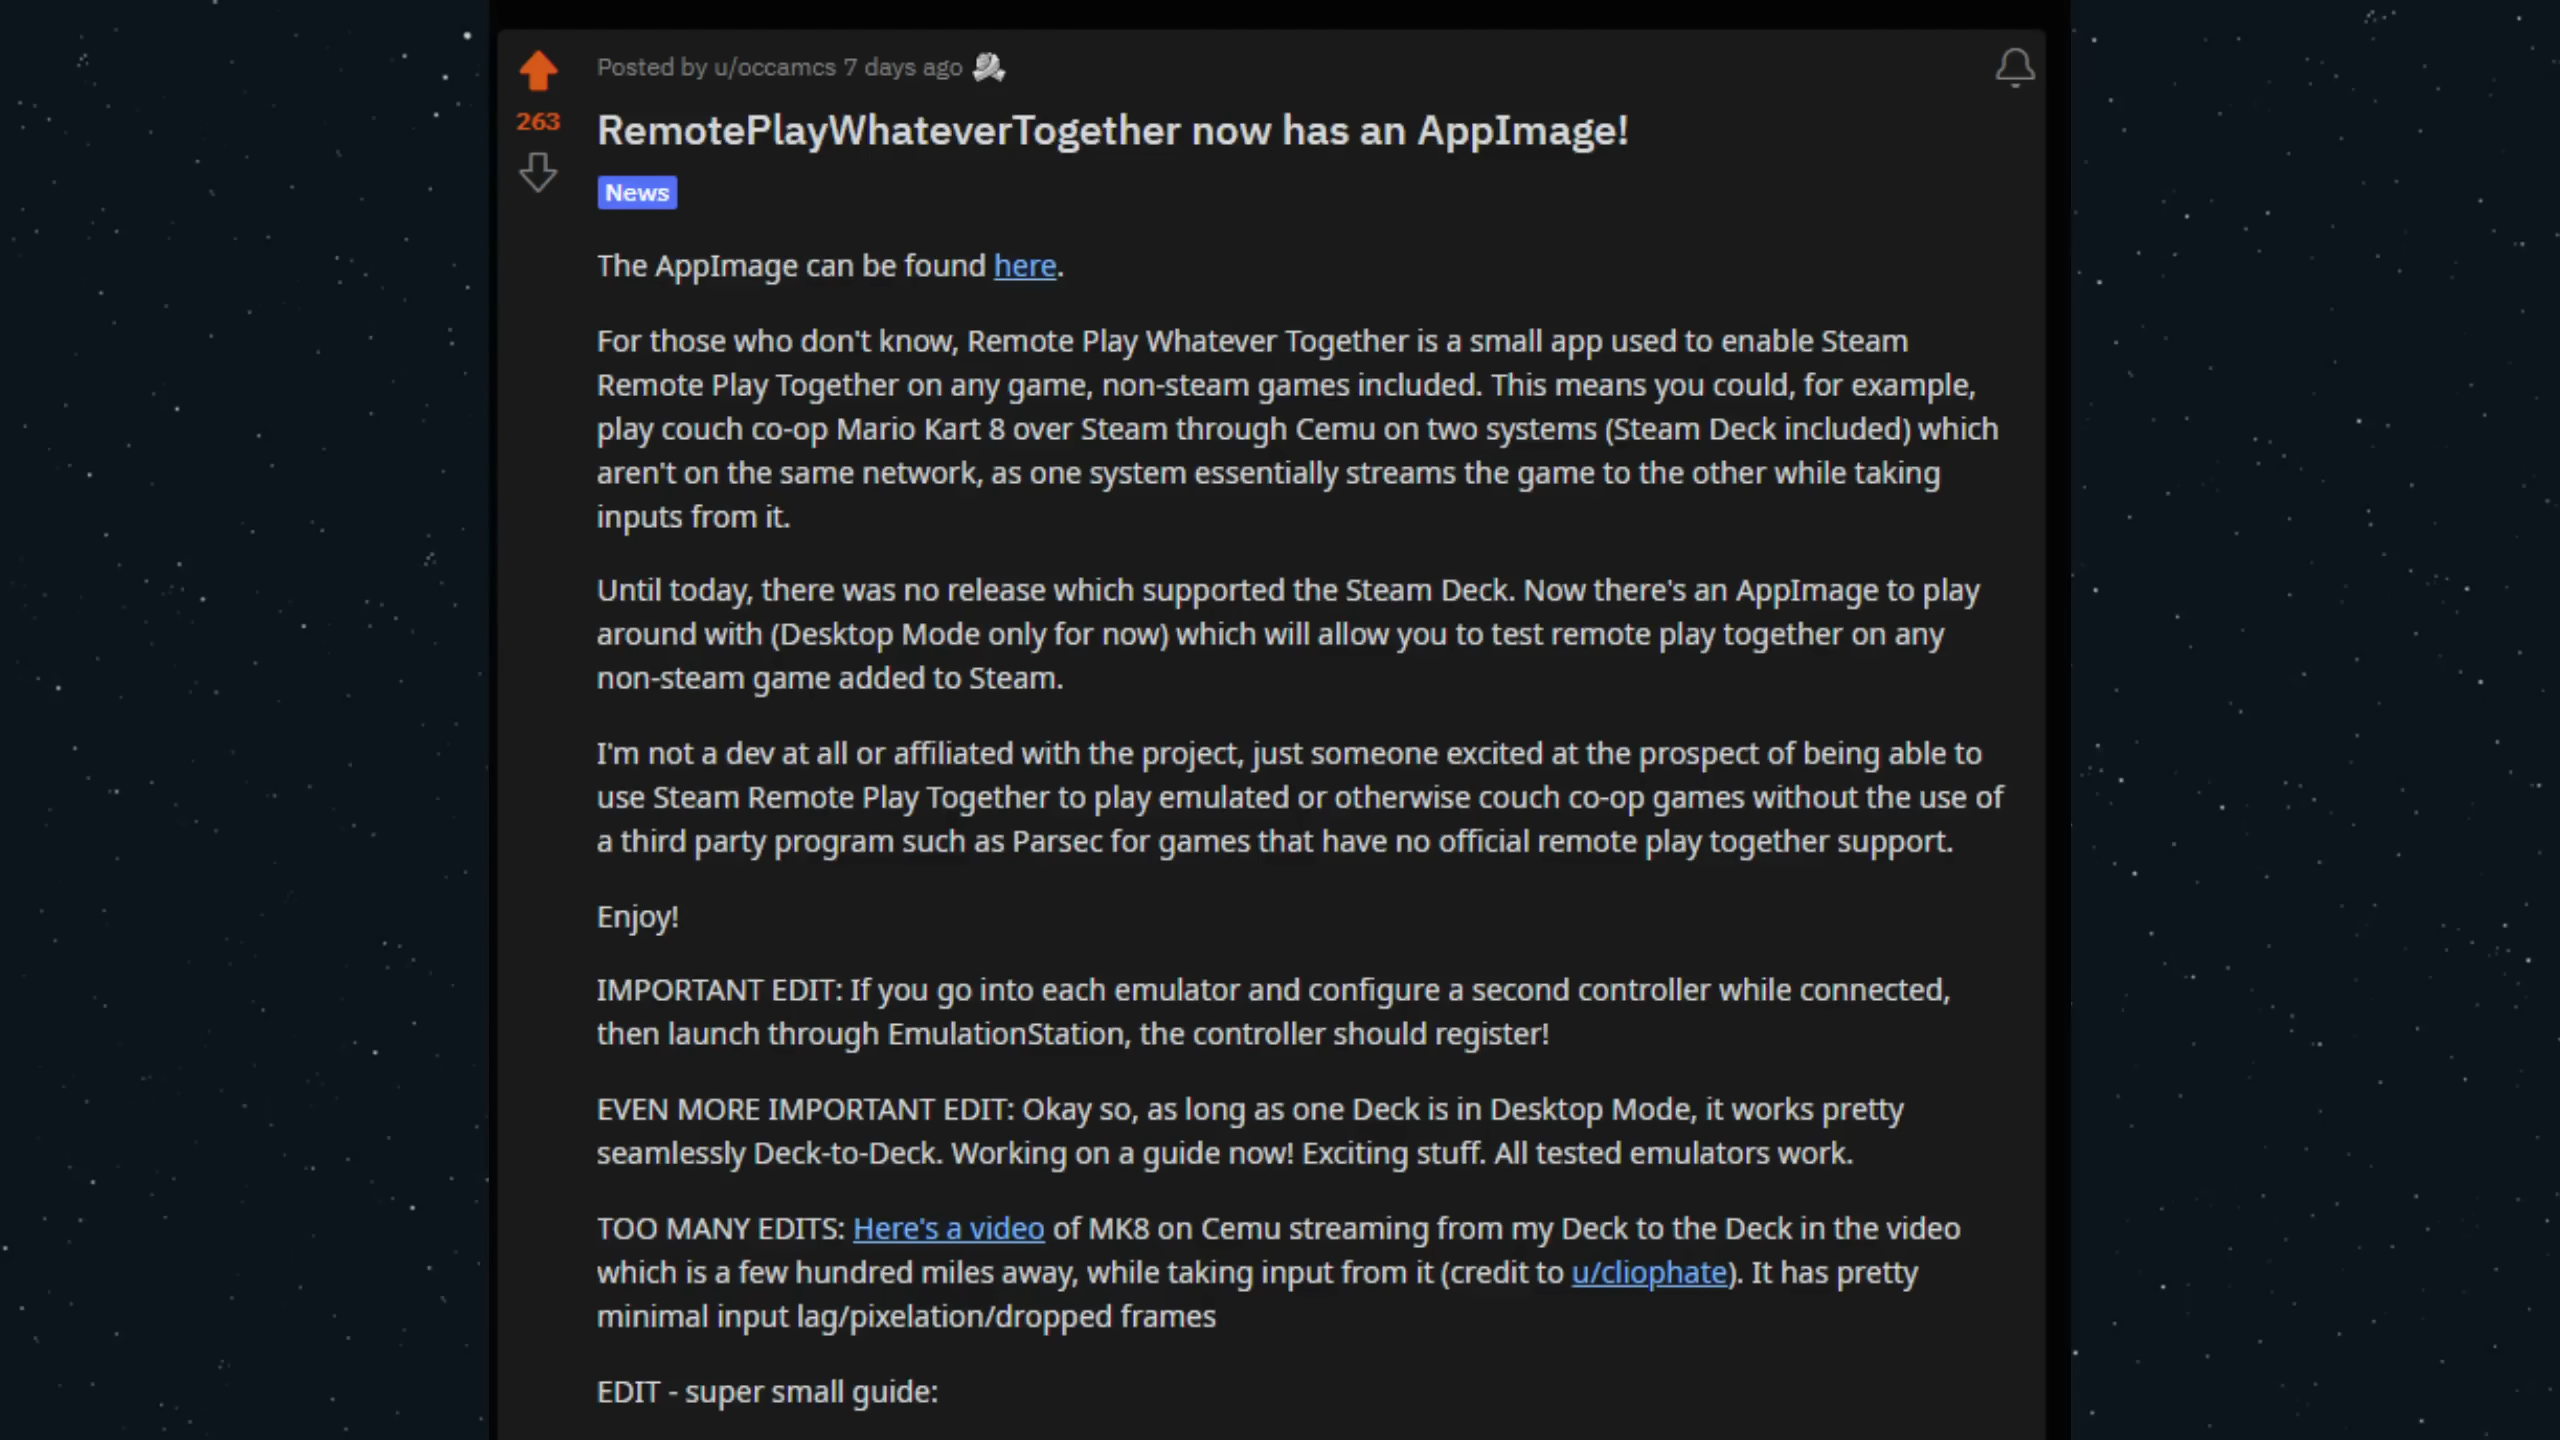 Posted by u/occamcs 7 days ago
263
RemotePlayWhateverTogether now has an AppImage!
News
The AppImage can be found here.
For those who don't know, Remote Play Whatever Together is a small app used to enable Steam
Remote Play Together on any game, non-steam games included. This means you could, for example,
play couch co-op Mario Kart 8 over Steam through Cemu on two systems (Steam Deck included) which
aren't on the same network, as one system essentially streams the game to the other while taking
inputs from it.
Until today, there was no release which supported the Steam Deck. Now there's an AppImage to play
around with (Desktop Mode only for now) which will allow you to test remote play together on any
non-steam game added to Steam.
I'm not a dev at all or affiliated with the project, just someone excited at the prospect of being able to
use Steam Remote Play Together to play emulated or otherwise couch co-op games without the use of
a third party program such as Parsec for games that have no official remote play together support.
Enjoy!
IMPORTANT EDIT: If you go into each emulator and configure a second controller while connected,
then launch through EmulationStation, the controller should register!
EVEN MORE IMPORTANT EDIT: Okay so, as long as one Deck is in Desktop Mode, it works pretty
seamlessly Deck-to-Deck. Working on a guide now! Exciting stuff. All tested emulators work.
TOO MANY EDITS: Here's a video of MK8 on Cemu streaming from my Deck to the Deck in the video
which is a few hundred miles away, while taking input from it (credit to u/cliophate). It has pretty
minimal input lag/pixelation/dropped frames
EDIT - super small guide: